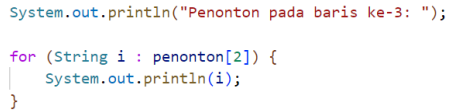 System.out.println("Penonton pada baris ke-3: ");
for (String i : penonton[2]) {
System.out.println(i);
}